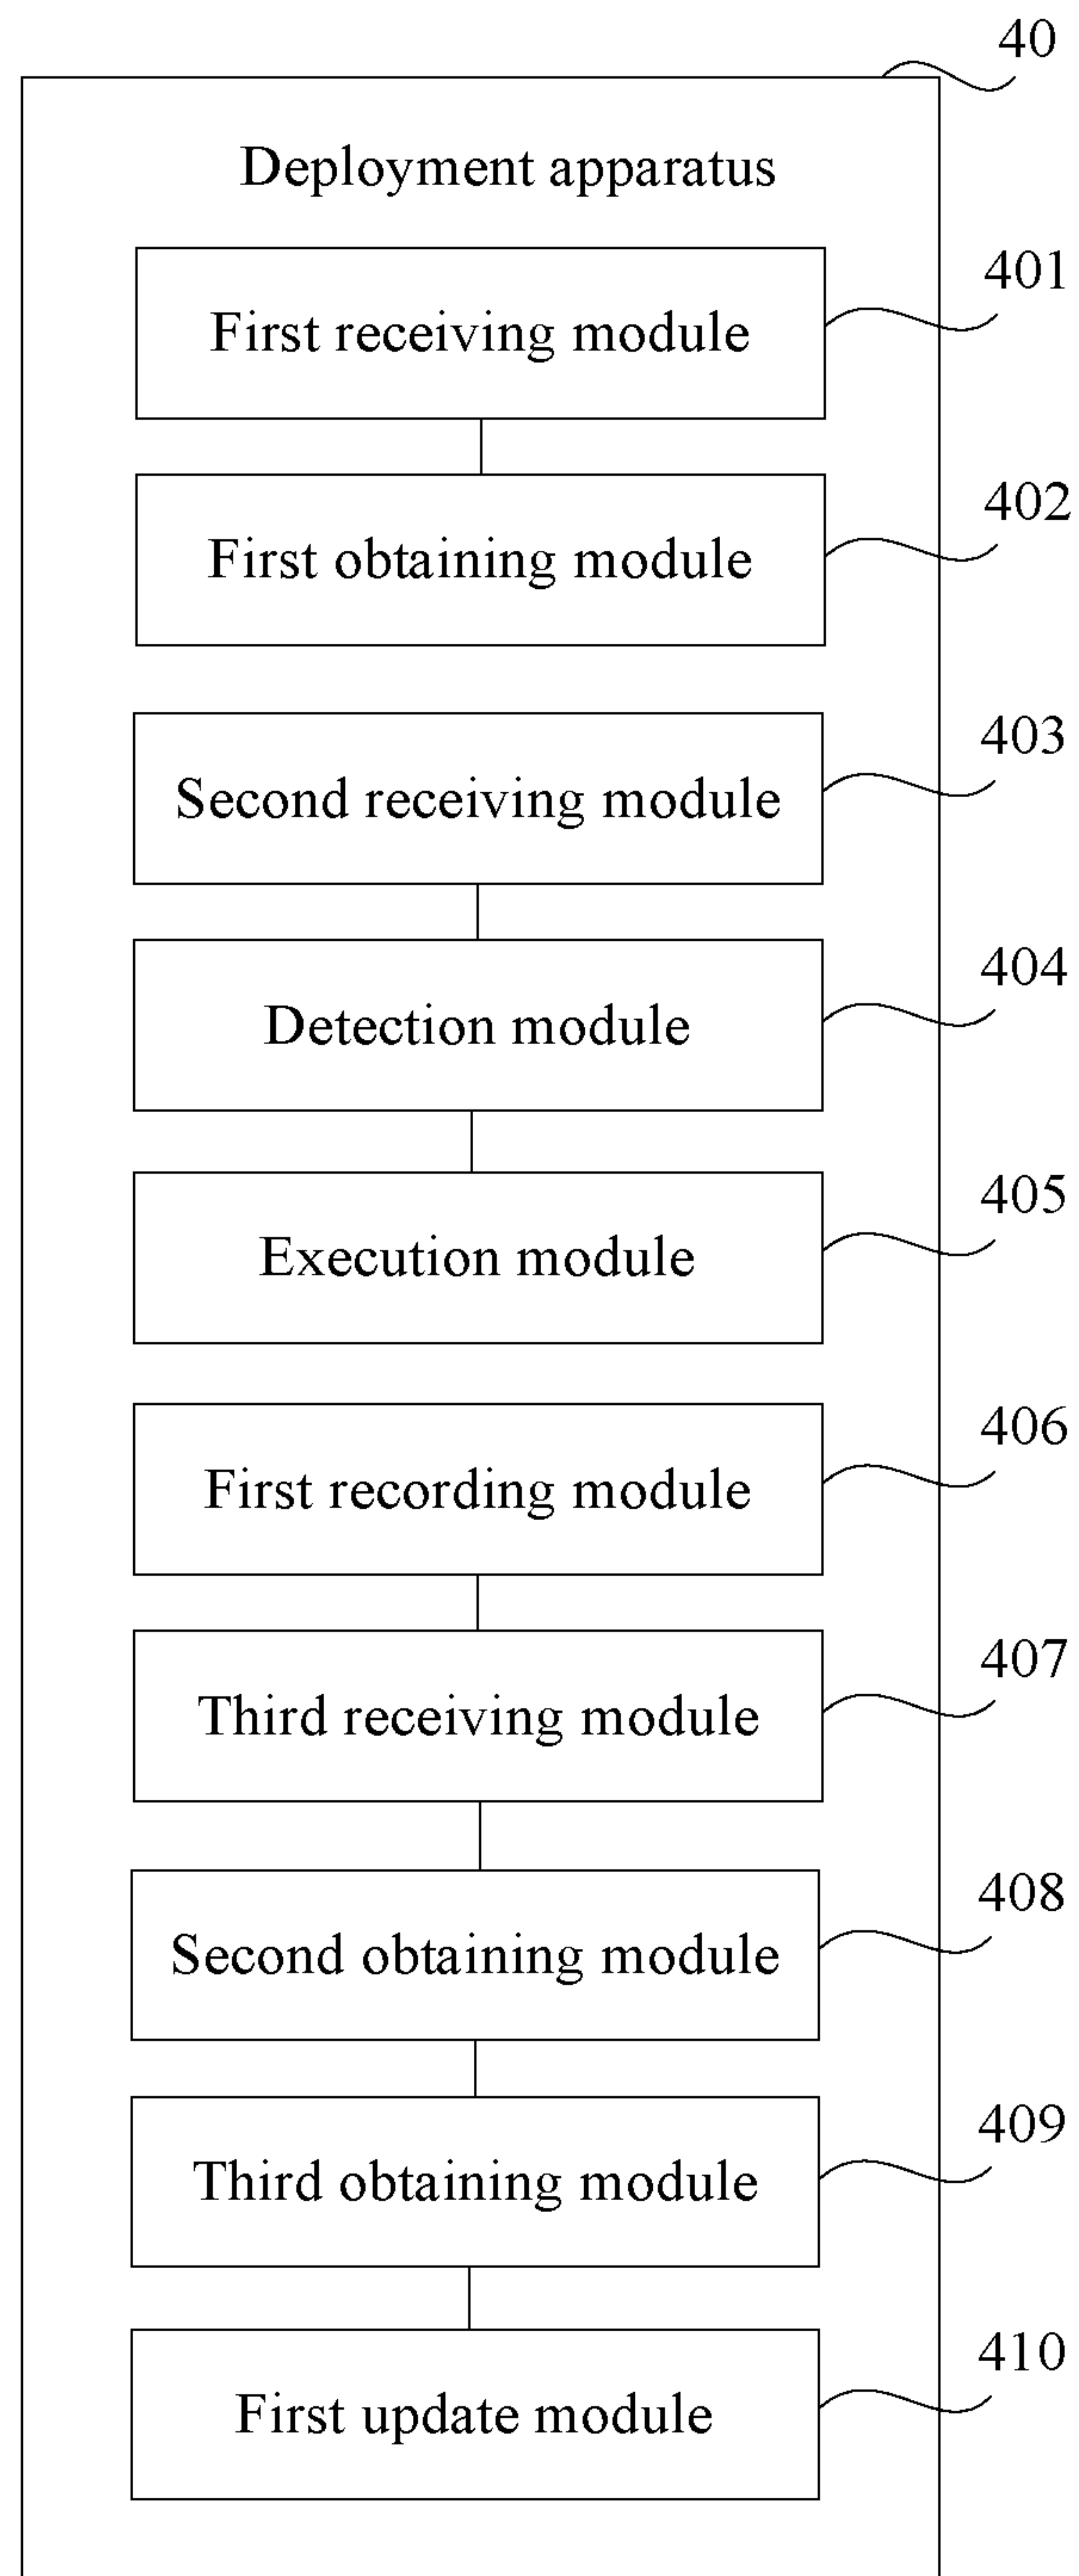 40
Deployment apparatus
401
First receiving module
402
First obtaining module
403
Second receiving module
404
Detection module
405
Execution module
406
First recording module
407
Third receiving module
408
Second obtaining module
409
Third obtaining module
410
First update module